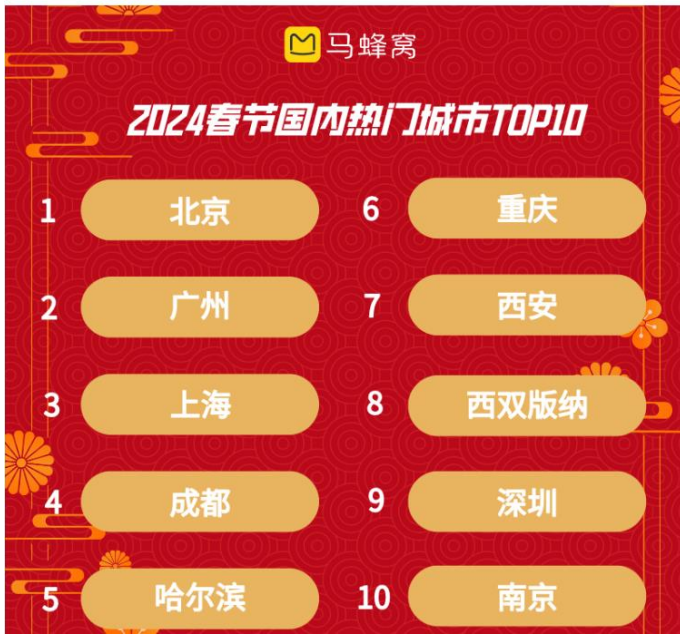 马蜂窝
2024春节国内热门城市TOP10
1 北京
2 广州
3 上海
4 成都
5 哈尔滨
6 重庆
7 西安
8 西双版纳
9 深圳
10 南京